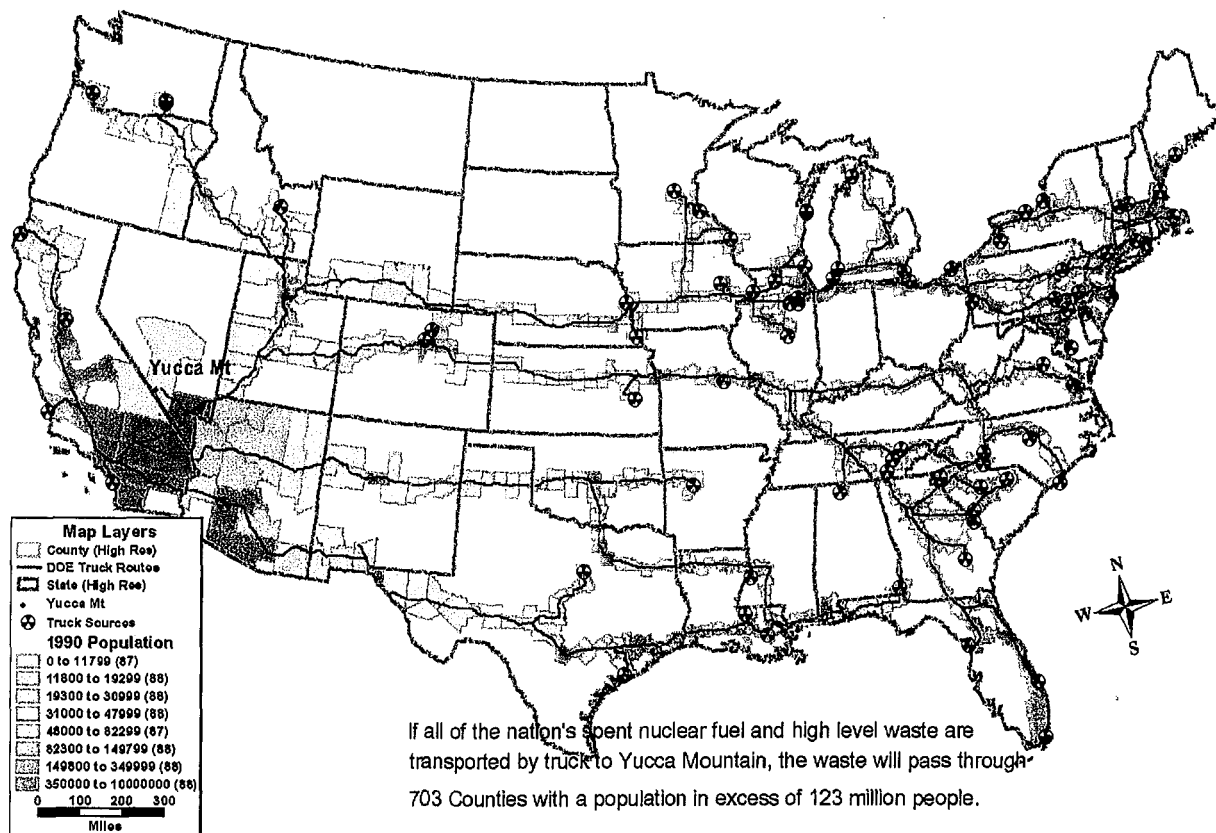 Yucca Mt
Map Layers
County (High Res)
DOE Truck Routes
State (High Res)
Yucca Mt
Truck Sources
1990 Population
0 to 11799 (87)
11800 to 19299 (88)
19300 to 30999 (88)
31000 to 47999 (88)
48000 to 82299 (87)
82300 to 149799 (88)
149800 to 349999 (88)
350000 to 10000000 (88)
0 100 200 300
Miles
N
W E
S
If all of the nation's spent nuclear fuel and high level waste are
transported by truck to Yucca Mountain, the waste will pass through
703 Counties with a population in excess of 123 million people.